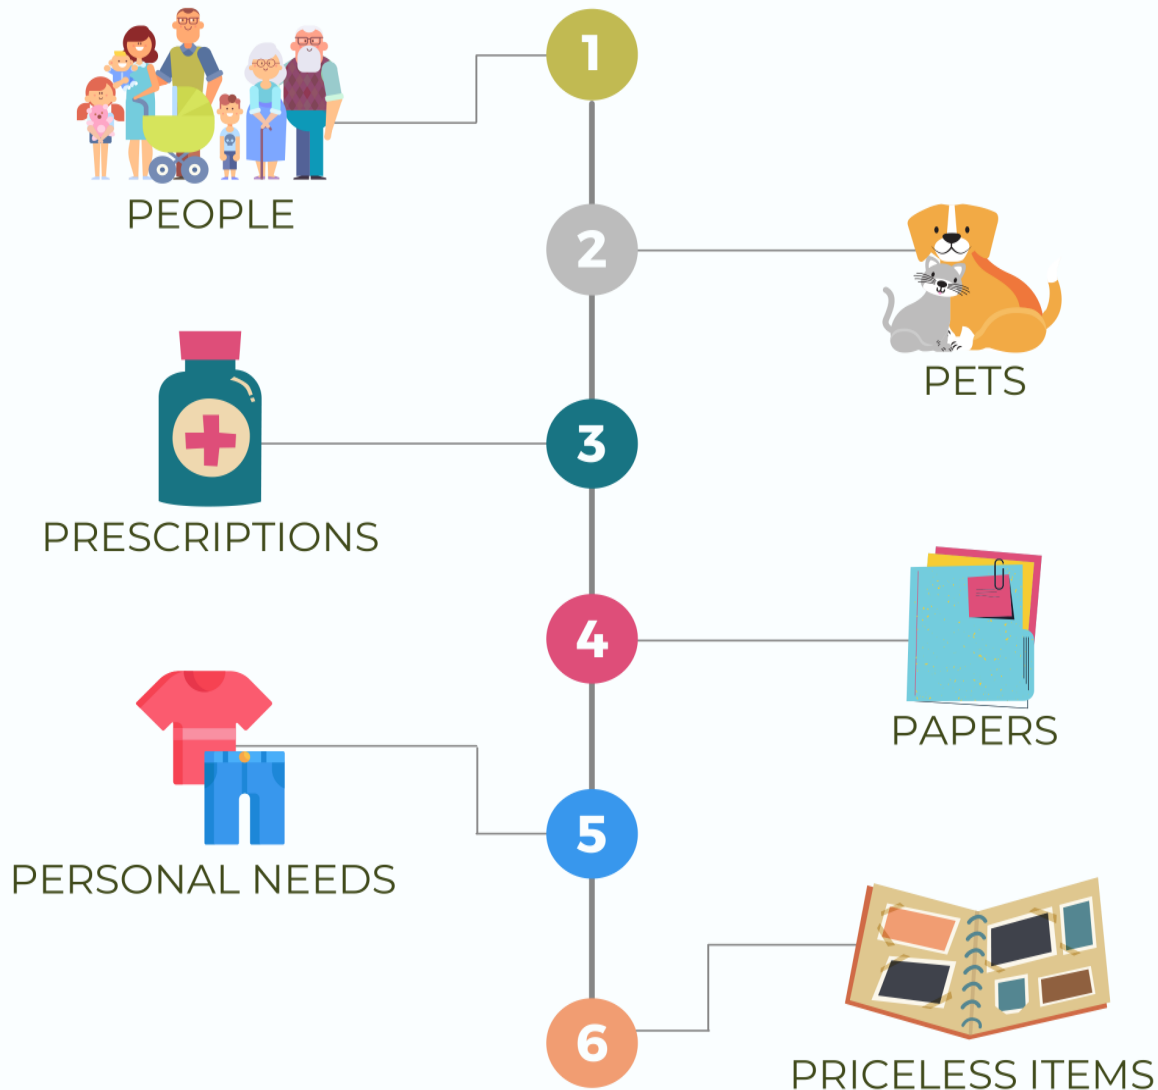 1
PEOPLE
2
PETS
3
PRESCRIPTIONS
4
PAPERS
5
PERSONAL NEEDS
6
PRICELESS ITEMS